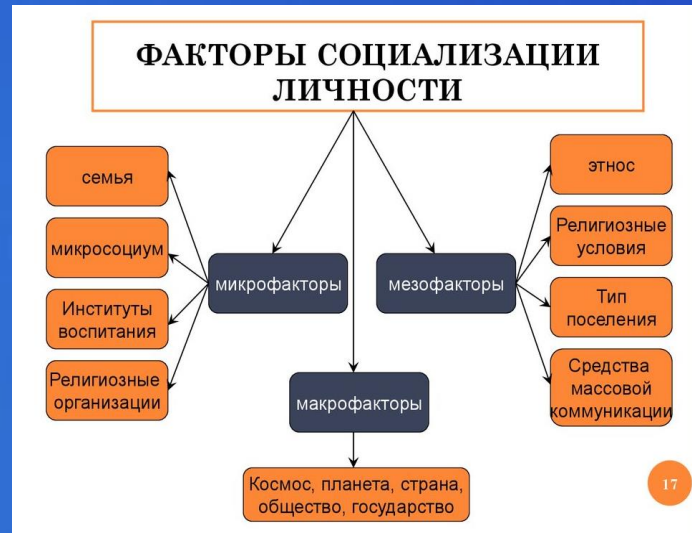 ФАКТОРЫ СОЦИАЛИЗАЦИИ
ЛИЧНОСТИ
семья
микросоциум
Институты
воспитания
Религиозные
организации
микрофакторы
мезофакторы
этнос
Религиозные
условия
Тип
поселения
Средства
массовой
коммуникации
макрофакторы
Космос, планета, страна,
общество, государство
17